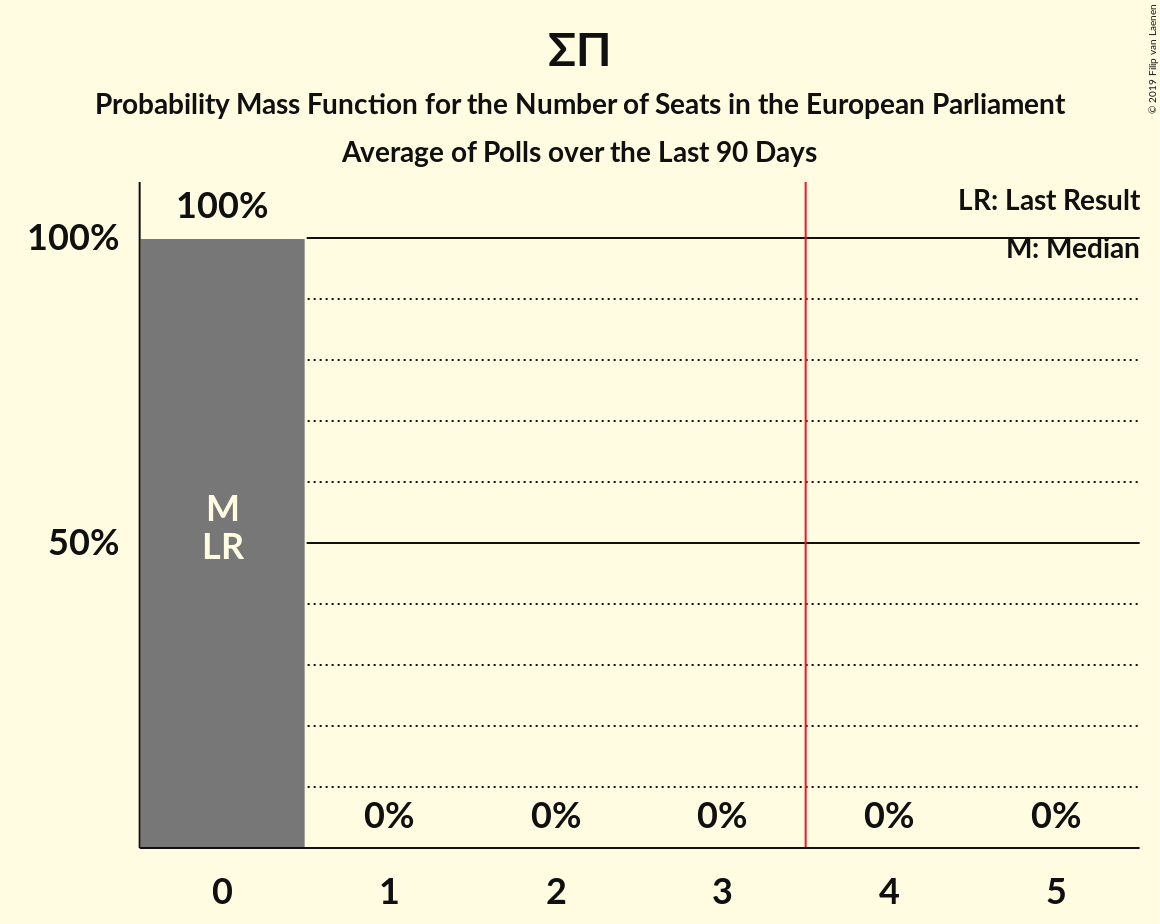 ΣΠ
Probability Mass Function for the Number of Seats in the European Parliament
Average of Polls over the Last 90 Days
© 2019 Filip van Laenen
LR: Last Result
M: Median
100%
100%
50%
M
LR
0% 0% 0% 0% 0%
0 1 2 3 4 5